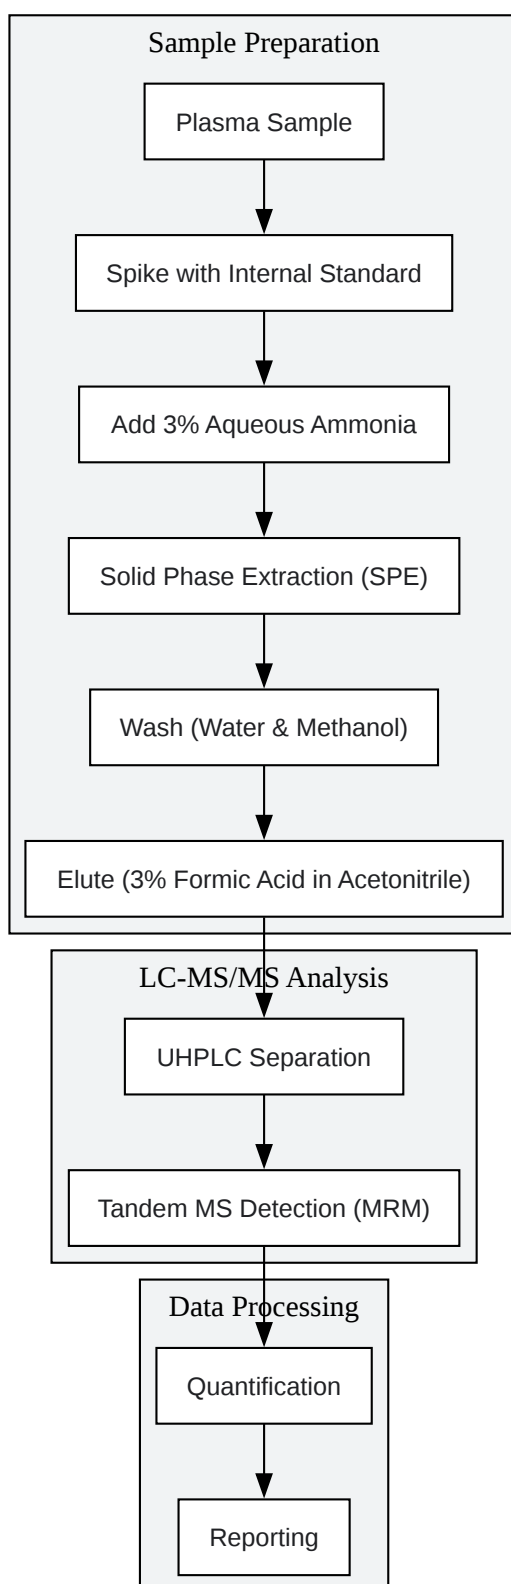 Sample Preparation
Plasma Sample
Spike with Internal Standard
Add 3% Aqueous Ammonia
Solid Phase Extraction (SPE)
Wash (Water & Methanol)
Elute (3% Formic Acid in Acetonitrile)
LC-MS/MS Analysis
UHPLC Separation
Tandem MS Detection (MRM)
Data Processing
Quantification
Reporting